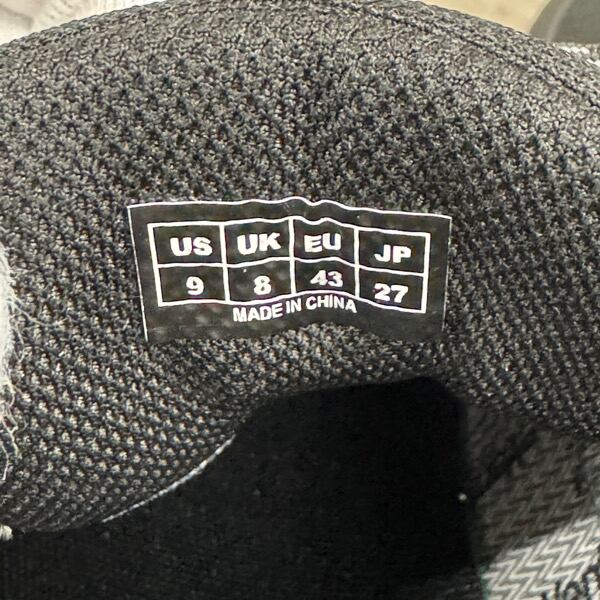 US UK EU JP
9 8 43 27
MADE IN CHINA